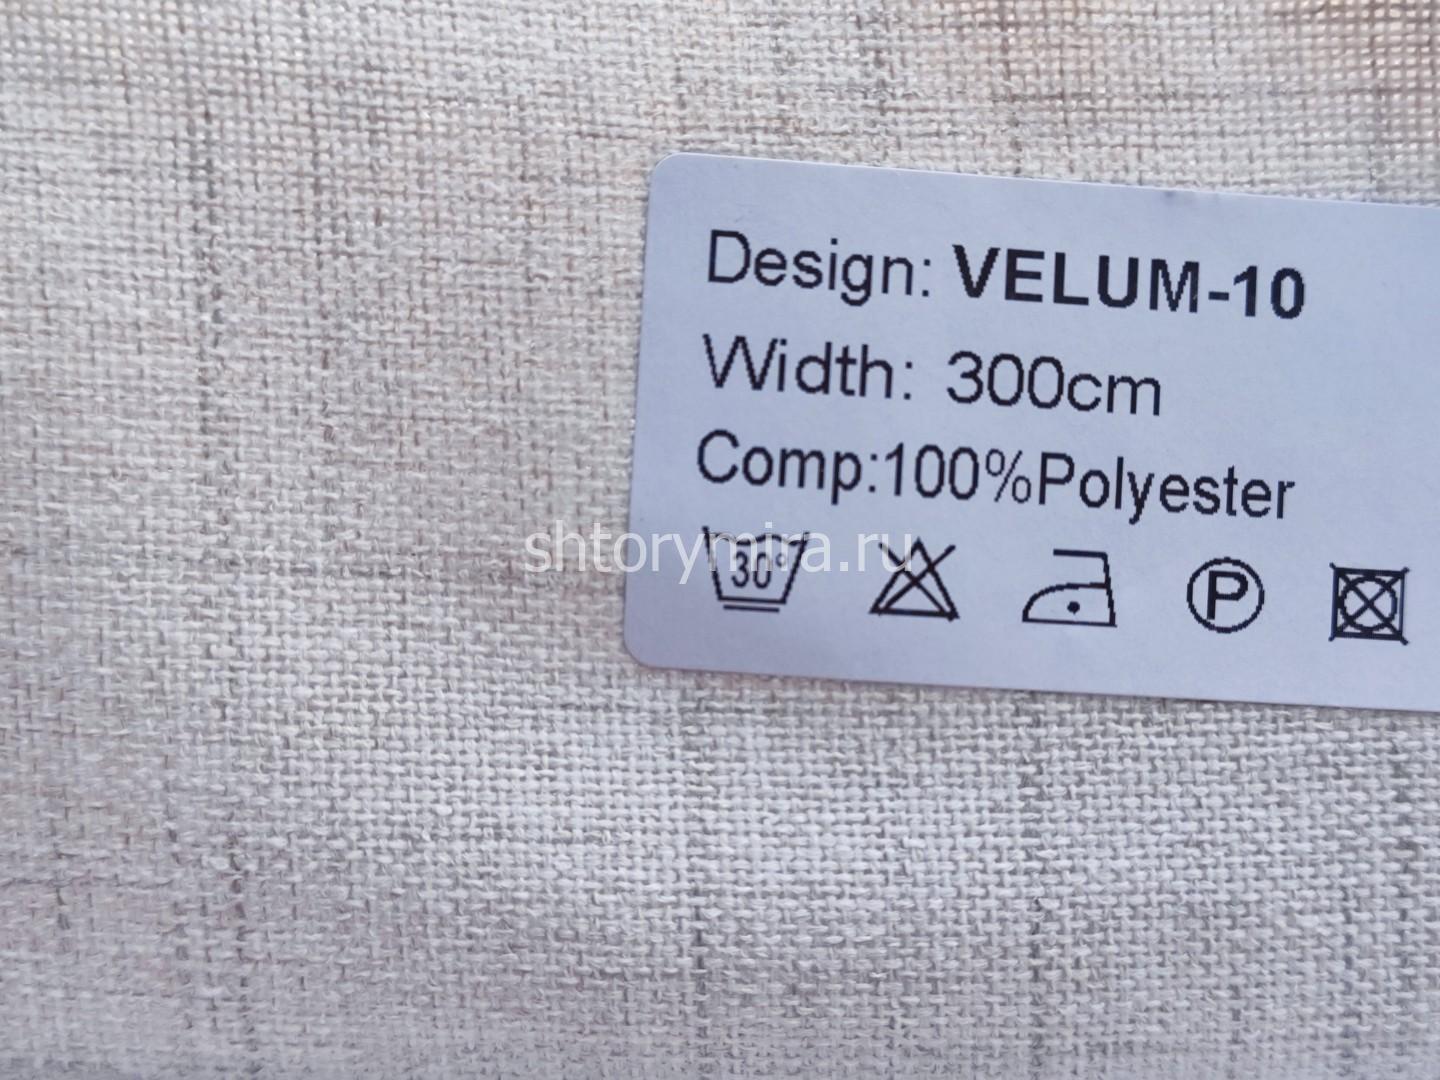 Design: VELUM-10
Width: 300cm
Comp:100%Polyester
shtorymira.ru
30°
P